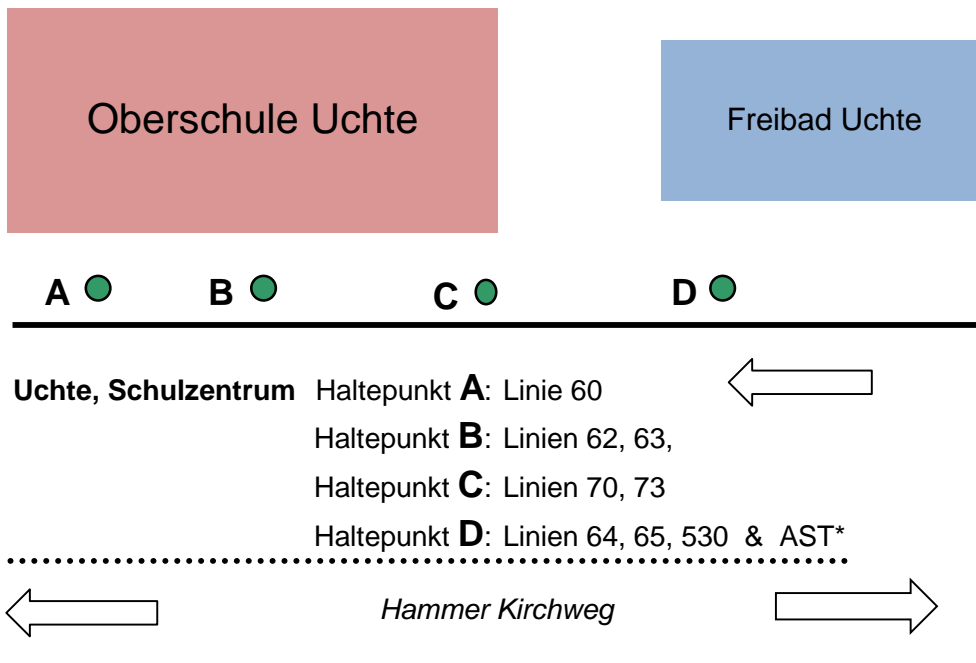 Oberschule Uchte
Freibad Uchte
A B C D
Uchte, Schulzentrum Haltepunkt A: Linie 60
Haltepunkt B: Linien 62, 63,
Haltepunkt C: Linien 70, 73
Haltepunkt D: Linien 64, 65, 530 & AST*
Hammer Kirchweg